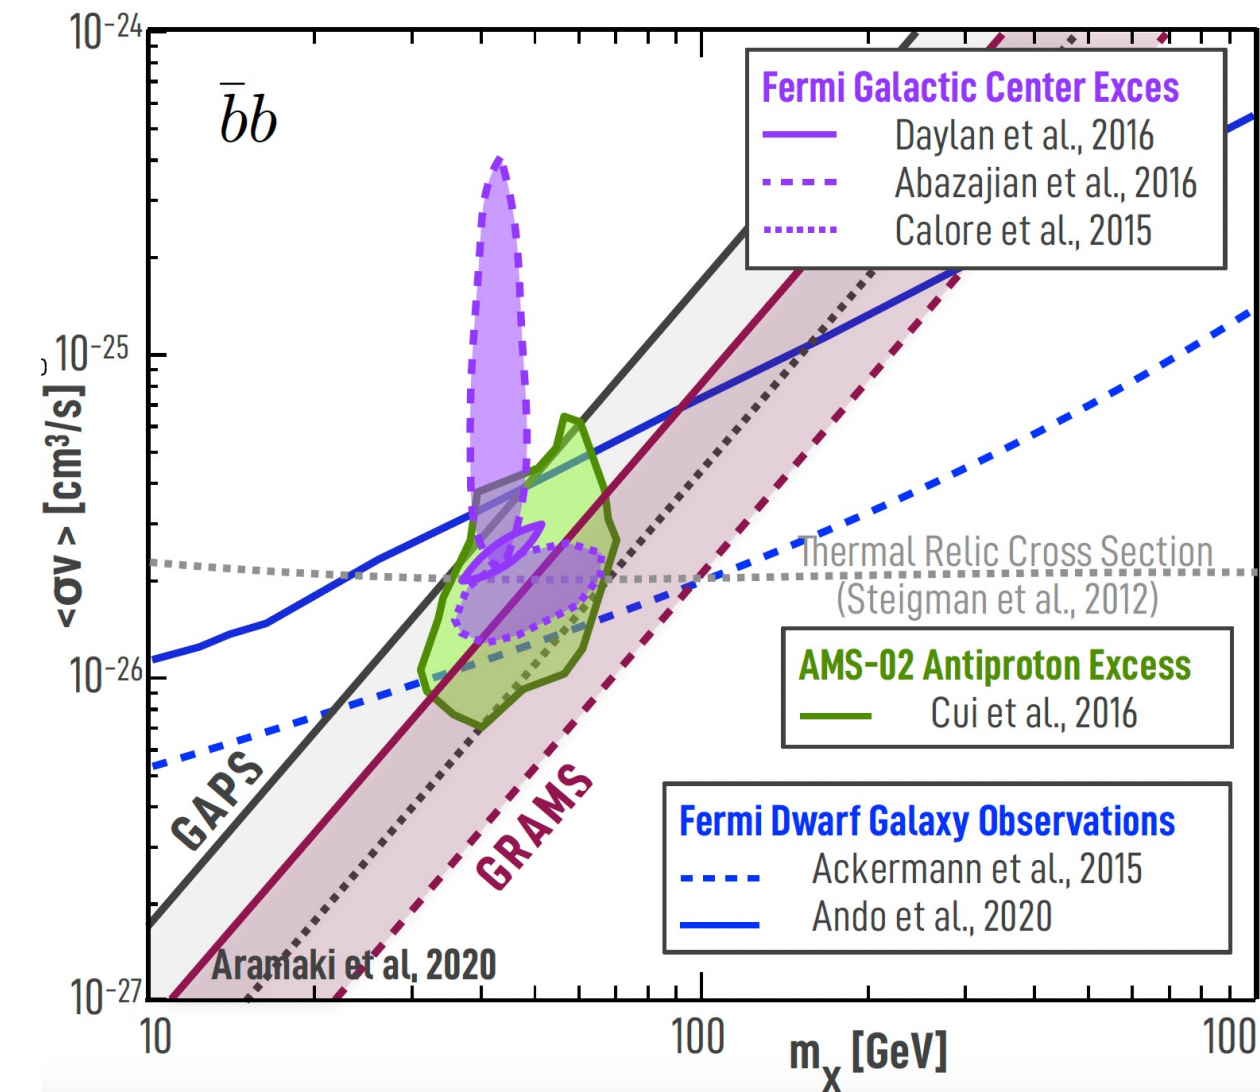 10⁻²⁴
b̅b
Fermi Galactic Center Exces
Daylan et al., 2016
Abazajian et al., 2016
Calore et al., 2015
10⁻²⁵
<σv > [cm³/s]
Thermal Relic Cross Section
(Steigman et al., 2012)
AMS-02 Antiproton Excess
Cui et al., 2016
10⁻²⁶
GAPS
GRAMS
Fermi Dwarf Galaxy Observations
Ackermann et al., 2015
Ando et al., 2020
Aramaki et al, 2020
10⁻²⁷
10
100
100
mχ [GeV]